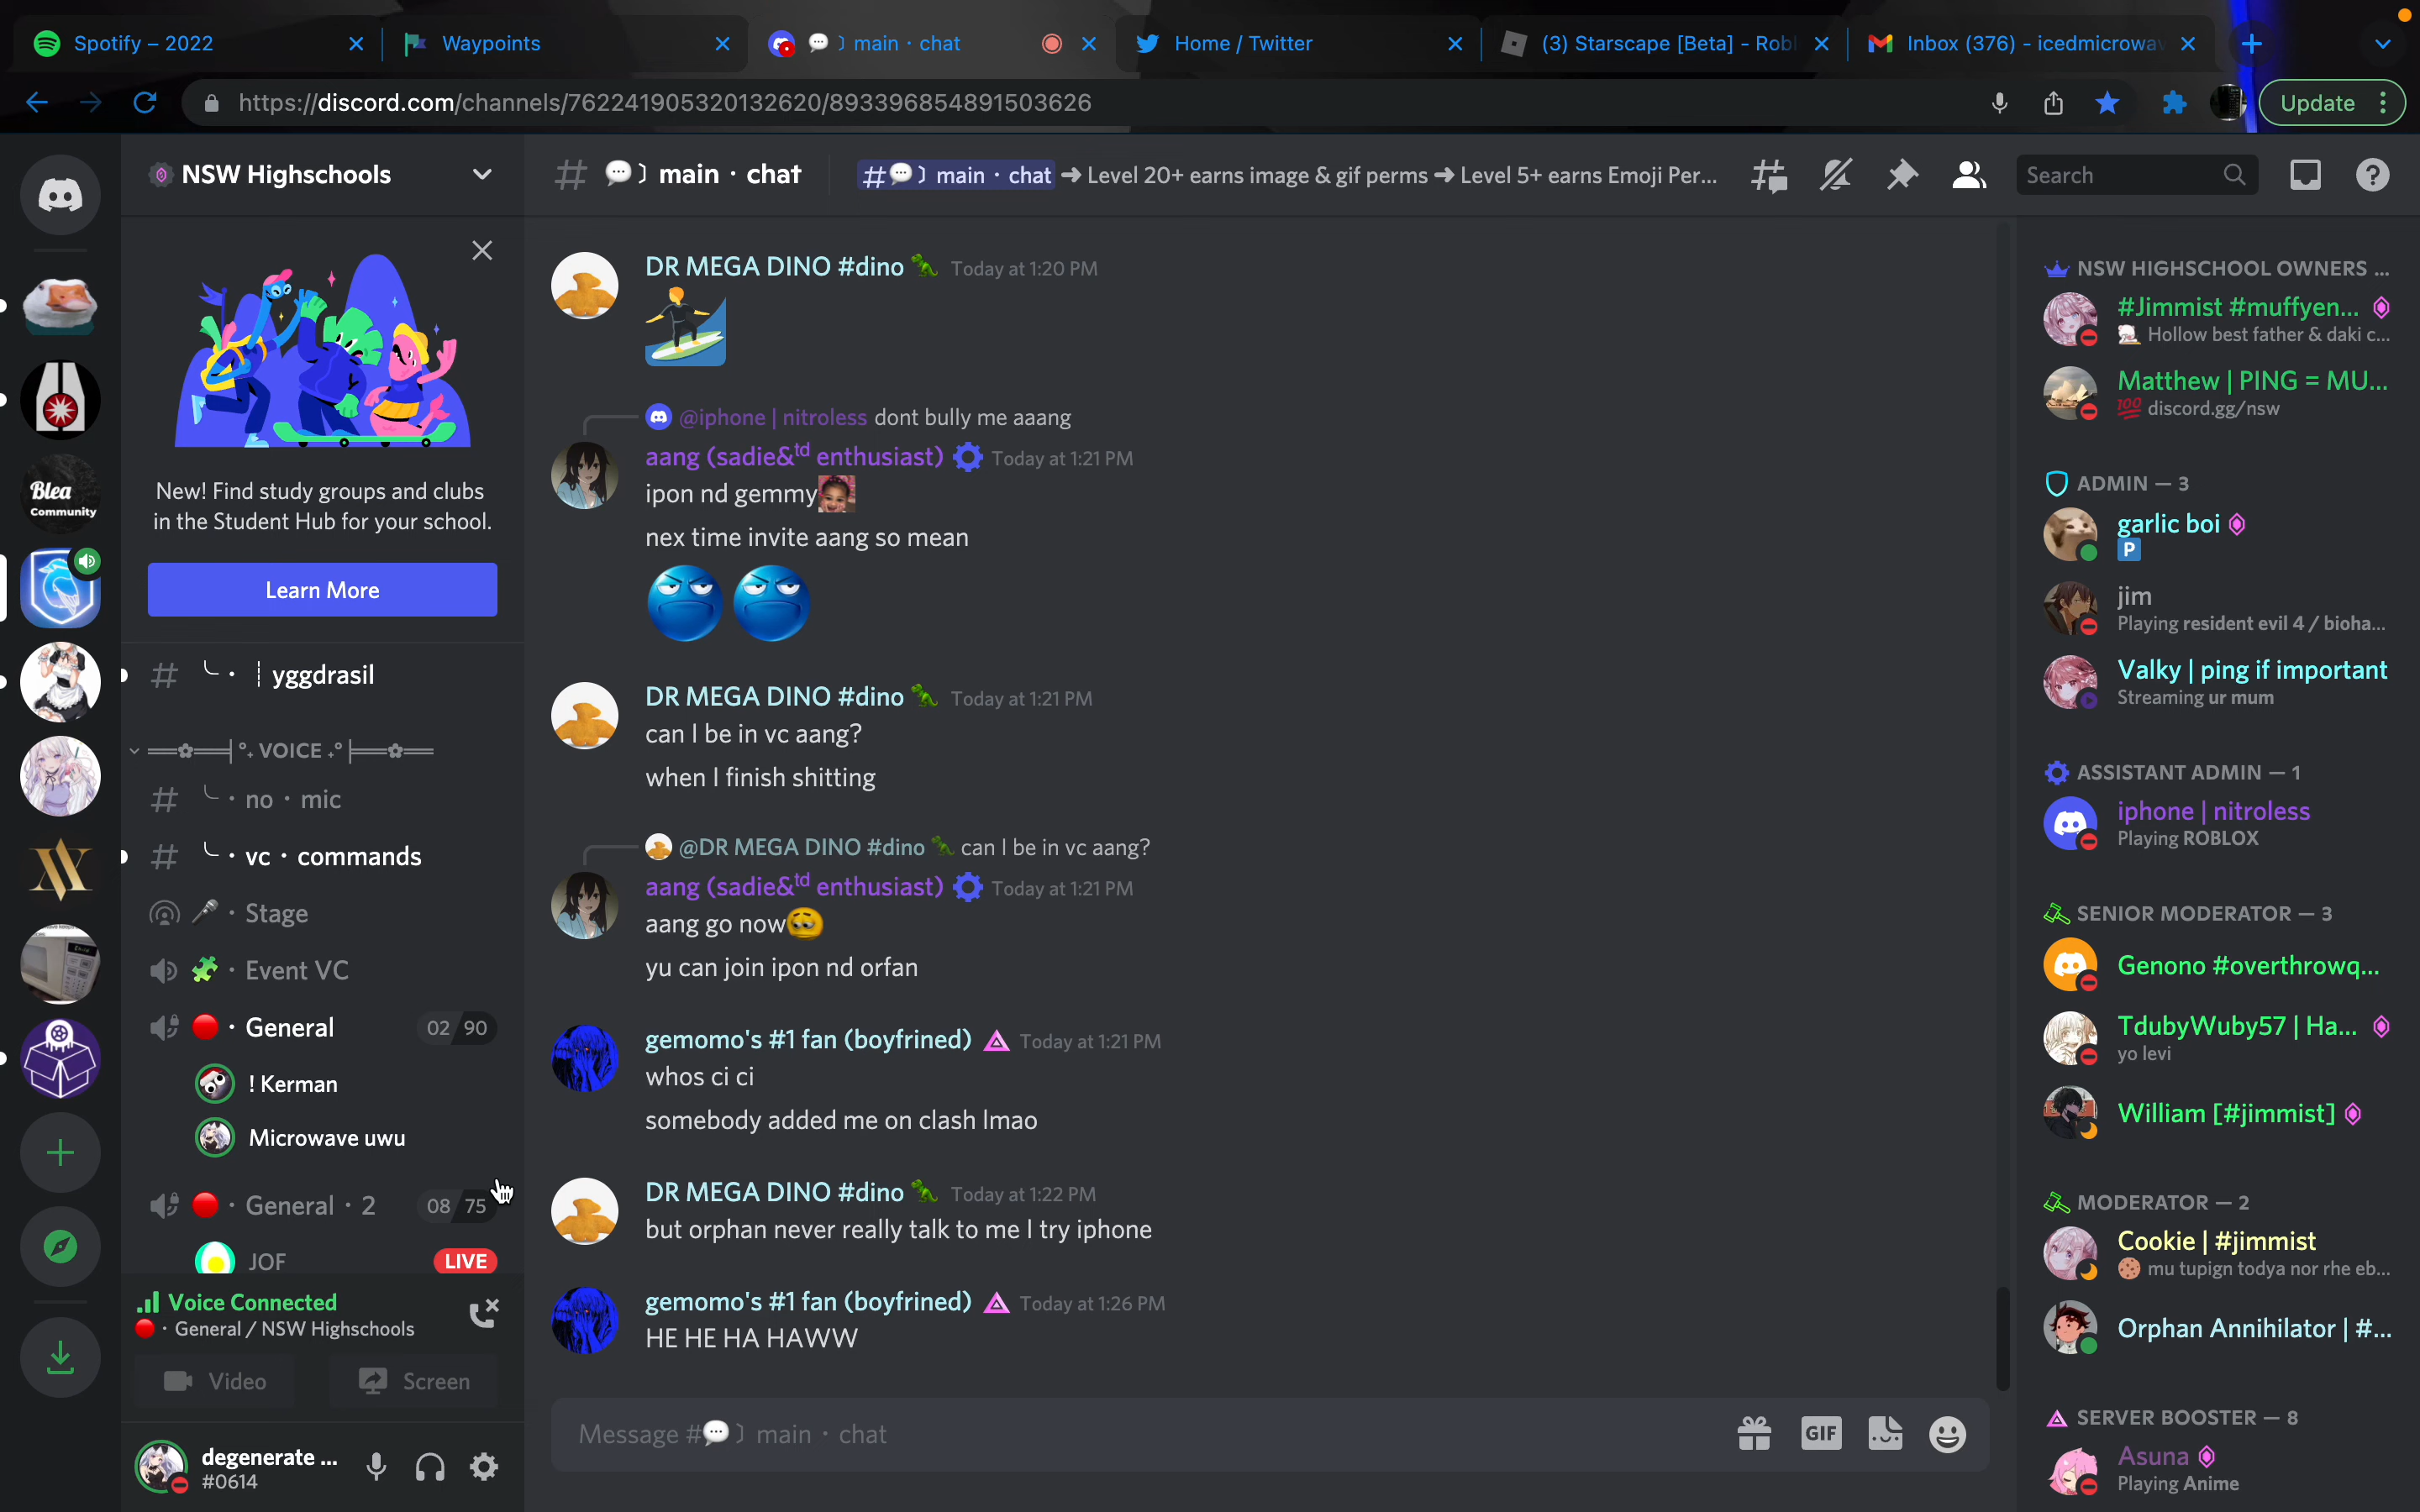 Spotify – 2022
Waypoints
💬 〕main・chat
Home / Twitter
(3) Starscape [Beta] - Robl
Inbox (376) - icedmicrowav
https://discord.com/channels/762241905320132620/893396854891503626
Update
NSW Highschools
💬 〕main・chat
#💬 〕main・chat ➜ Level 20+ earns image & gif perms ➜ Level 5+ earns Emoji Per...
Search
New! Find study groups and clubs
in the Student Hub for your school.
Learn More
Blea
Community
╰・┊yggdrasil
══✿══╡°˖ VOICE ˖°╞══✿══
╰・no・mic
╰・vc・commands
🎤・Stage
🧩・Event VC
🔴・General
02 90
! Kerman
Microwave uwu
🔴・General・2
08 75
JOF
LIVE
Voice Connected
🔴・General / NSW Highschools
Video
Screen
degenerate ...
#0614
DR MEGA DINO #dino 🦖 Today at 1:20 PM
@iphone | nitroless dont bully me aaang
aang (sadie&ᵗᵈ enthusiast) Today at 1:21 PM
ipon nd gemmy
nex time invite aang so mean
DR MEGA DINO #dino 🦖 Today at 1:21 PM
can I be in vc aang?
when I finish shitting
@DR MEGA DINO #dino 🦖 can I be in vc aang?
aang (sadie&ᵗᵈ enthusiast) Today at 1:21 PM
aang go now
yu can join ipon nd orfan
gemomo's #1 fan (boyfrined) Today at 1:21 PM
whos ci ci
somebody added me on clash lmao
DR MEGA DINO #dino 🦖 Today at 1:22 PM
but orphan never really talk to me I try iphone
gemomo's #1 fan (boyfrined) Today at 1:26 PM
HE HE HA HAWW
Message #💬 〕main・chat
GIF
NSW HIGHSCHOOL OWNERS ...
#Jimmist #muffyen...
Hollow best father & daki c...
Matthew | PING = MU...
💯 discord.gg/nsw
ADMIN — 3
garlic boi
🅿
jim
Playing resident evil 4 / bioha...
Valky | ping if important
Streaming ur mum
ASSISTANT ADMIN — 1
iphone | nitroless
Playing ROBLOX
SENIOR MODERATOR — 3
Genono #overthrowq...
TdubyWuby57 | Ha...
yo levi
William [#jimmist]
MODERATOR — 2
Cookie | #jimmist
🍪 mu tupign todya nor rhe eb...
Orphan Annihilator | #...
SERVER BOOSTER — 8
Asuna
Playing Anime